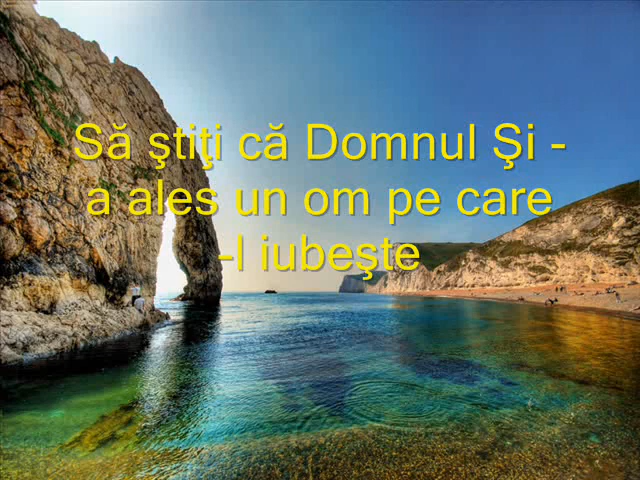 Să ştiţi că Domnul Şi -
a ales un om pe care
-l iubeşte